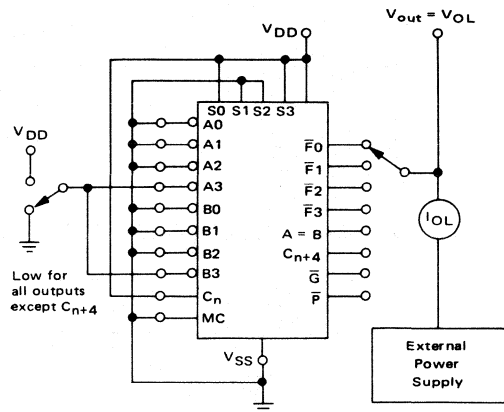 VDD
Vout = VOL
S0 S1 S2 S3
VDD
A0
A1
A2
A3
B0
B1
B2
B3
Cn
MC
F̅0
F̅1
F̅2
F̅3
A = B
Cn+4
G̅
P̅
IOL
Low for
all outputs
except Cn+4
VSS
External
Power
Supply